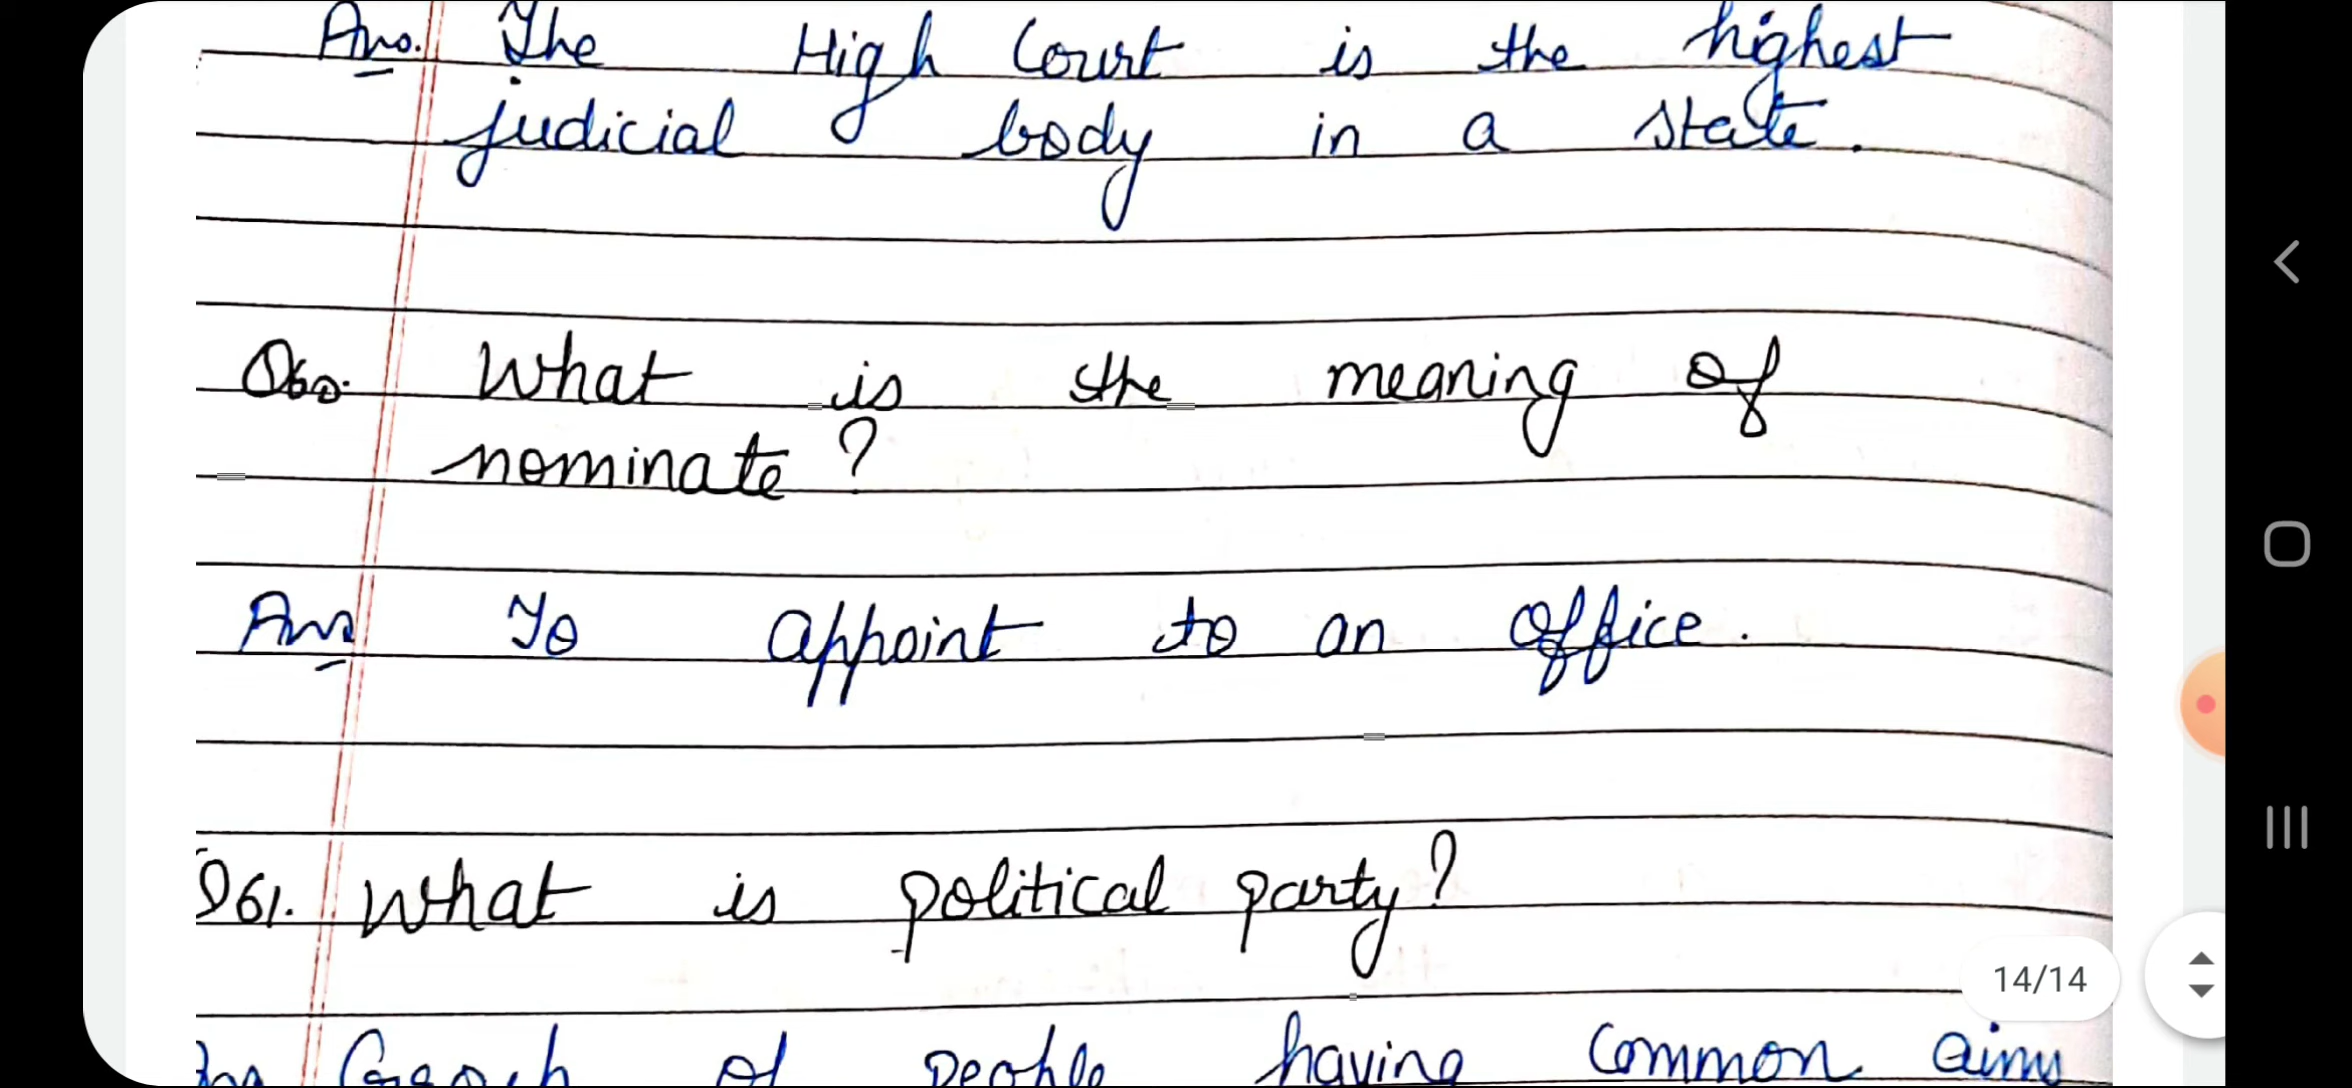 Ans. The High Court is the highest
judicial body in a state.
Q60. What is the meaning of
nominate ?
Ans To appoint to an office.
Q61. What is political party?
14/14
Ans Group of people having common aims